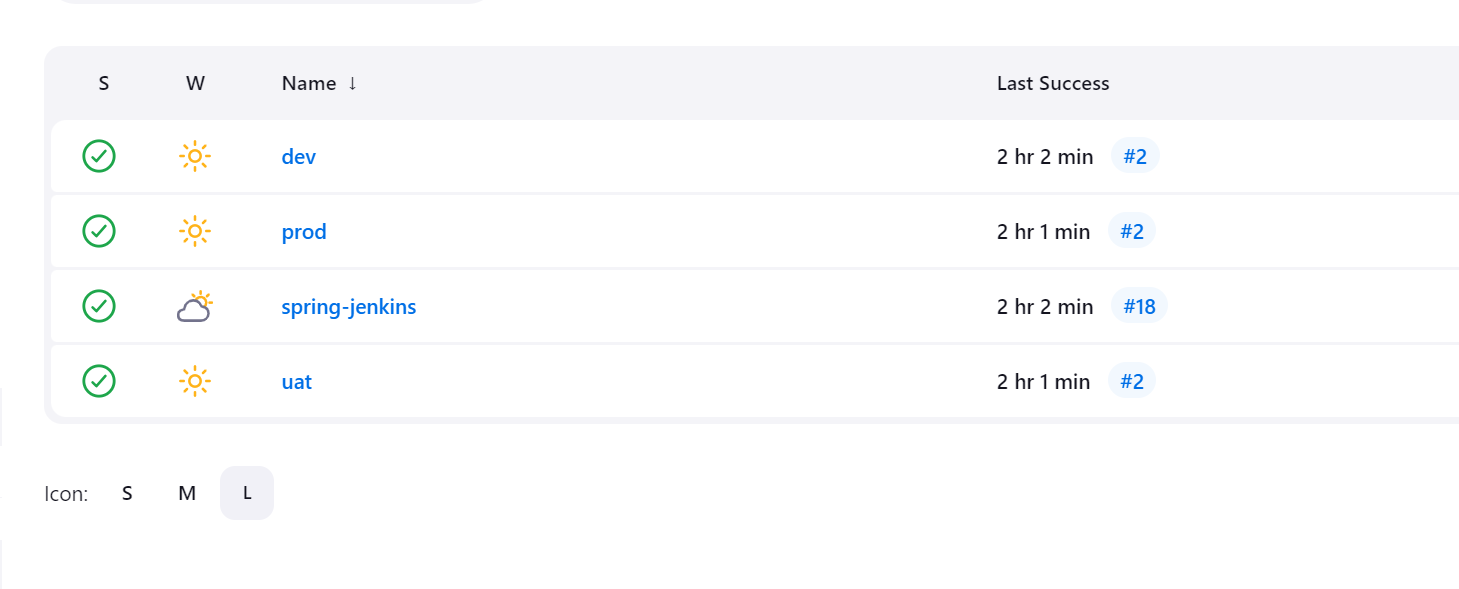 S W Name ↓ Last Success
dev 2 hr 2 min #2
prod 2 hr 1 min #2
spring-jenkins 2 hr 2 min #18
uat 2 hr 1 min #2
Icon: S M L